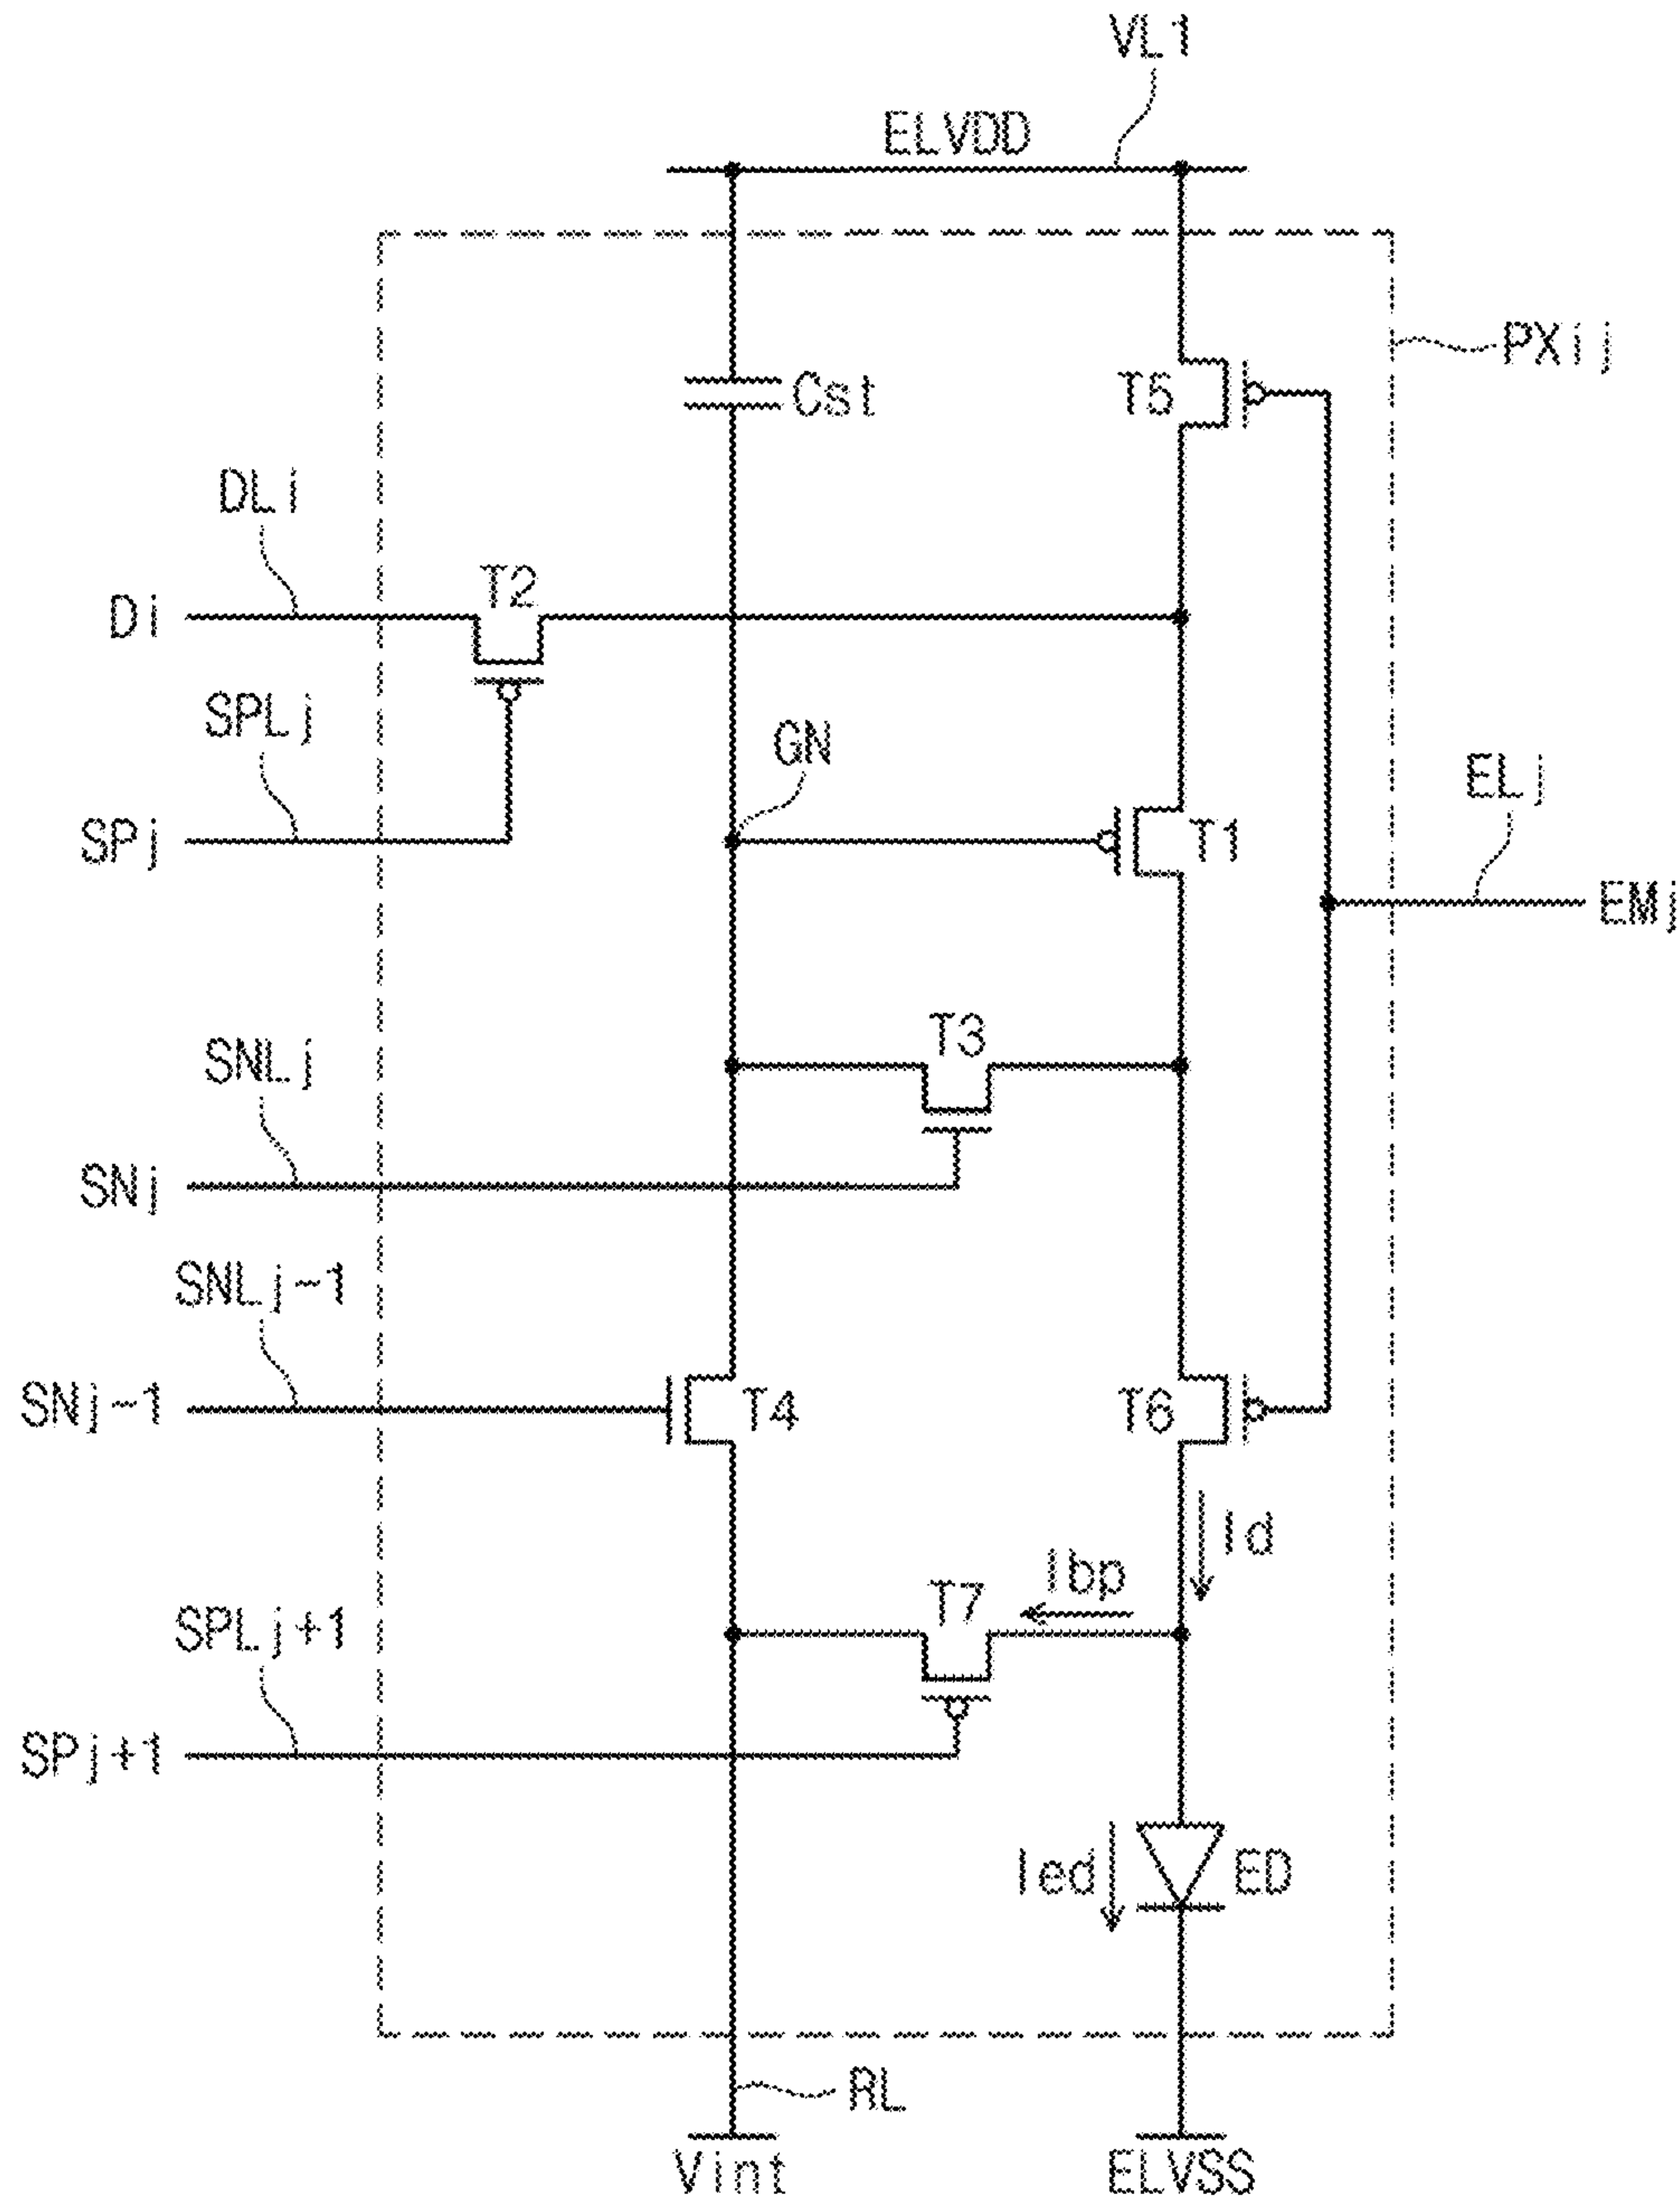 VL1
ELVDD
PXij
T5
Cst
DLi
T2
Di
SPLj
GN
ELj
SPj
T1
EMj
T3
SNLj
SNj
SNLj-1
SNj-1
T4
T6
Id
Ibp
T7
SPLj+1
SPj+1
Ied
ED
RL
Vint
ELVSS